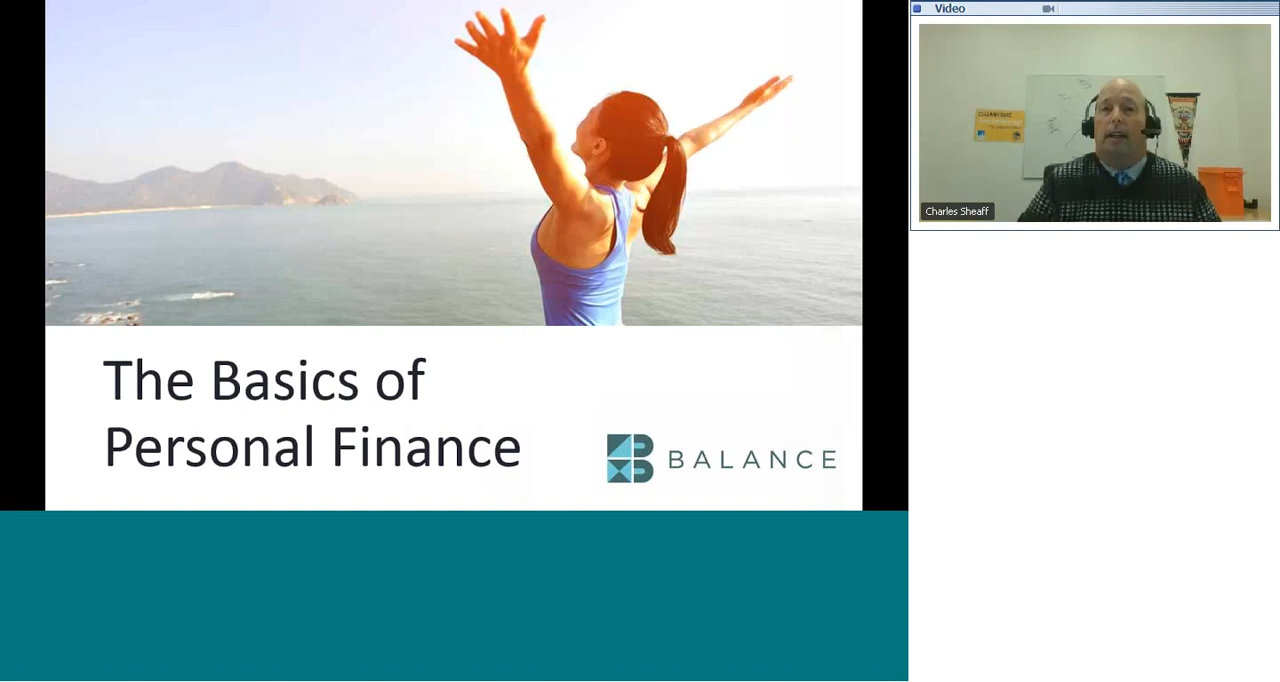 The Basics of
Personal Finance
BALANCE
Video
Charles Sheaff